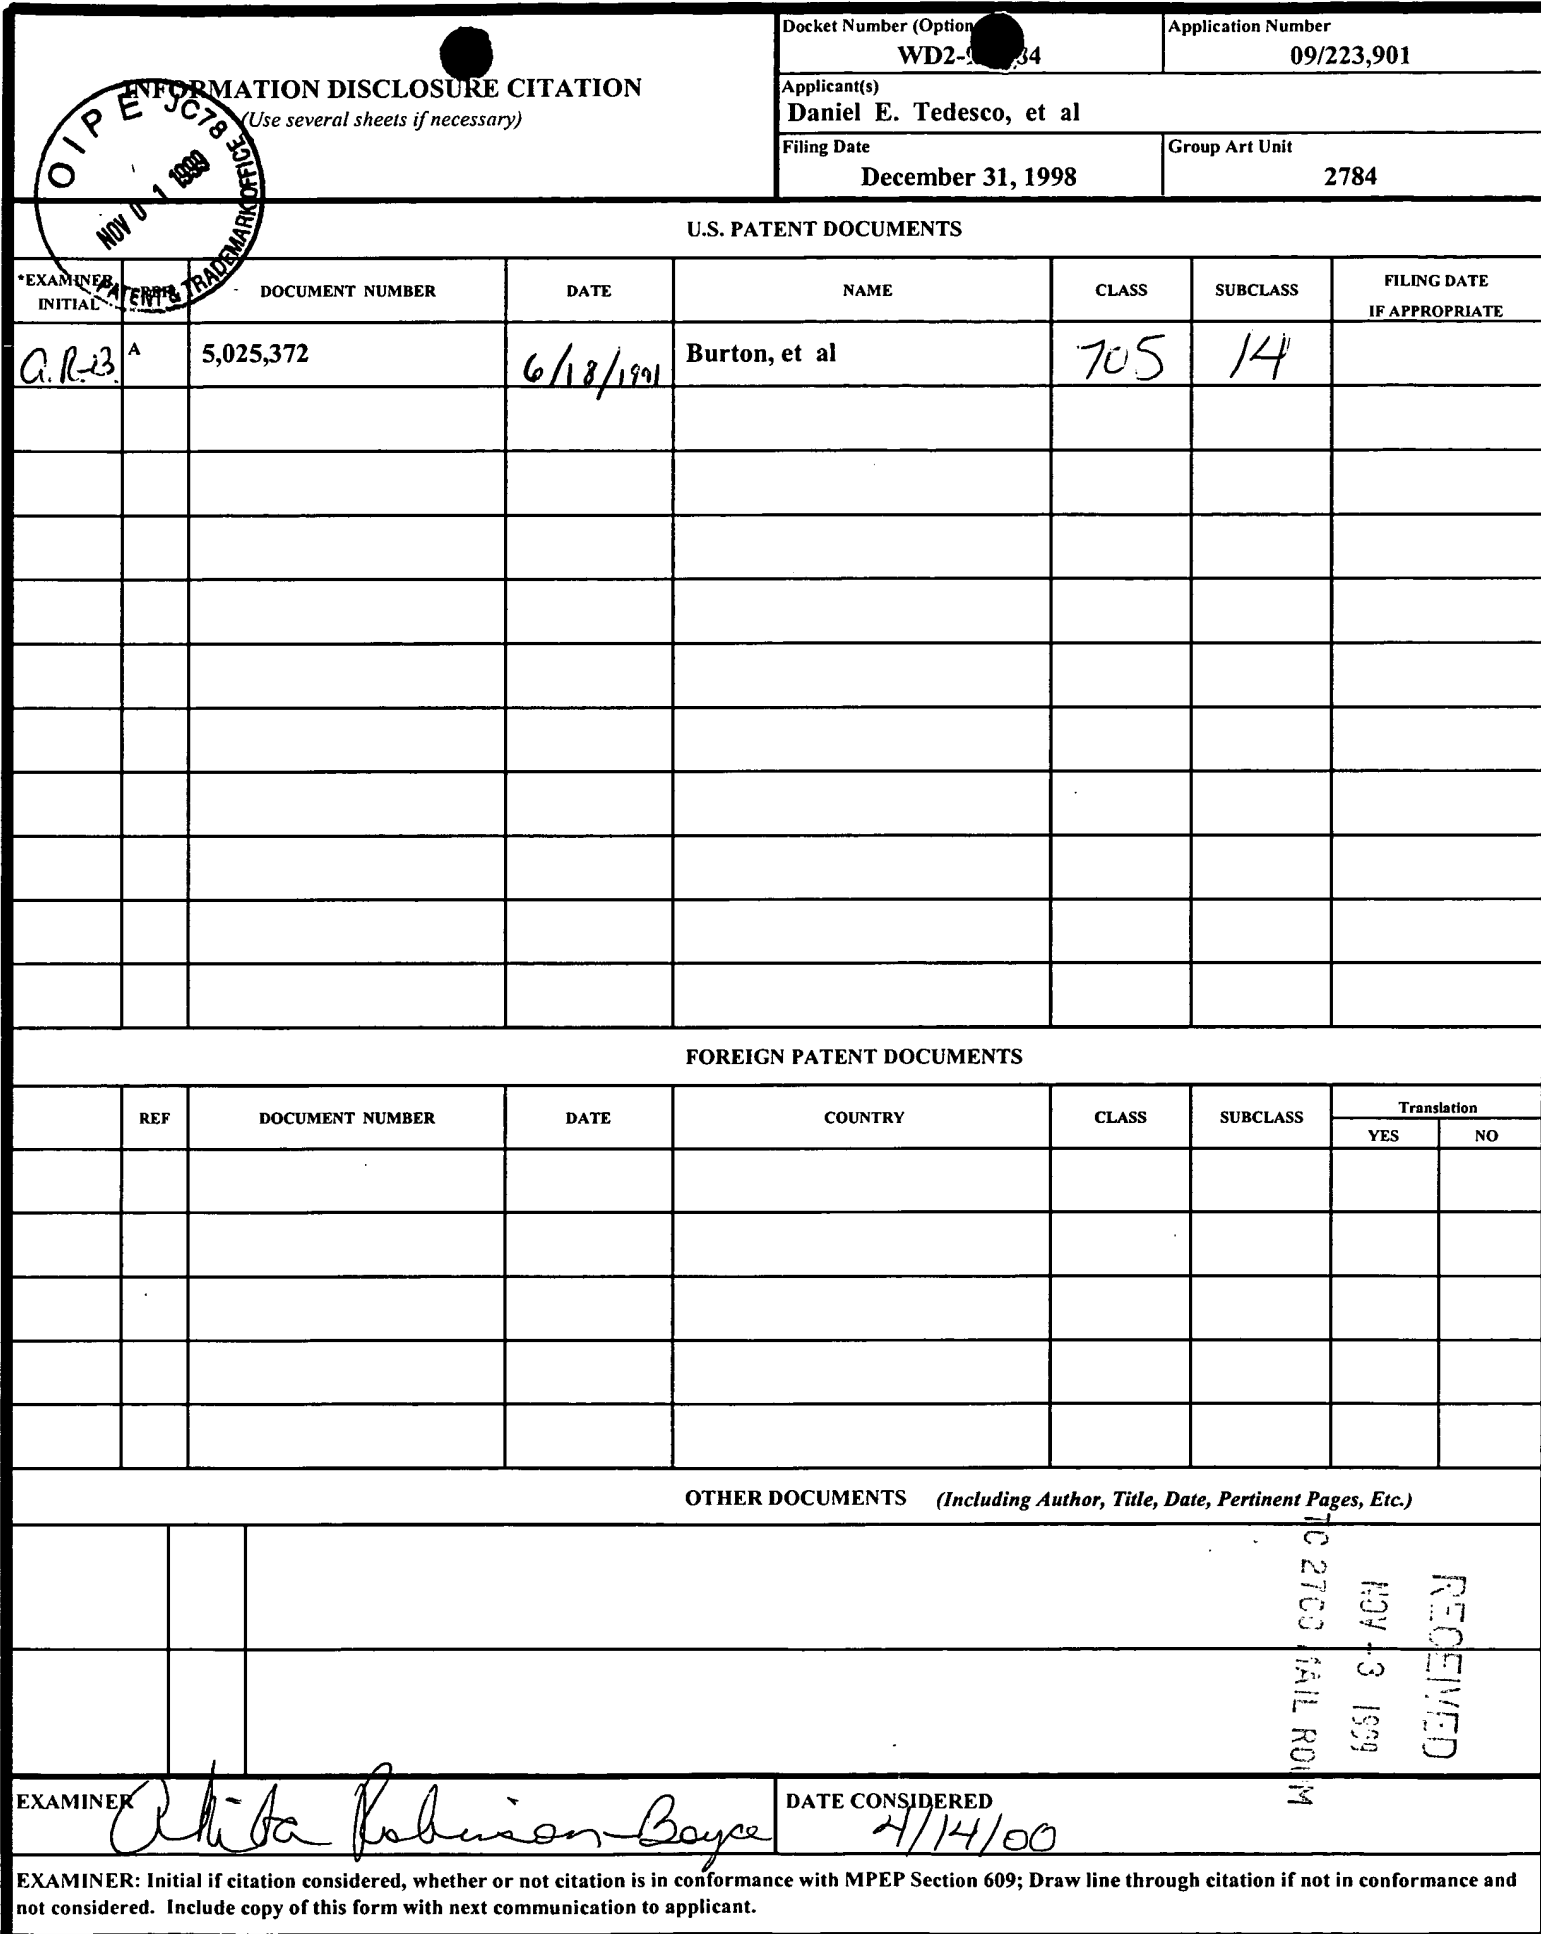 INFORMATION DISCLOSURE CITATION
(Use several sheets if necessary)
OIPE JC78
NOV 01 1999
PATENT & TRADEMARK OFFICE
Docket Number (Option
WD2- 34
Application Number
09/223,901
Applicant(s)
Daniel E. Tedesco, et al
Filing Date
December 31, 1998
Group Art Unit
2784
U.S. PATENT DOCUMENTS
*EXAMINER INITIAL REF DOCUMENT NUMBER DATE NAME CLASS SUBCLASS FILING DATE IF APPROPRIATE
A.R-B. A 5,025,372 6/18/1991 Burton, et al 705 14
FOREIGN PATENT DOCUMENTS
REF DOCUMENT NUMBER DATE COUNTRY CLASS SUBCLASS Translation
YES NO
OTHER DOCUMENTS (Including Author, Title, Date, Pertinent Pages, Etc.)
RECEIVED
NOV -3 1999
TC 2700 MAIL ROOM
EXAMINER Akiba Robinson-Boyce DATE CONSIDERED 4/14/00
EXAMINER: Initial if citation considered, whether or not citation is in conformance with MPEP Section 609; Draw line through citation if not in conformance and
not considered. Include copy of this form with next communication to applicant.